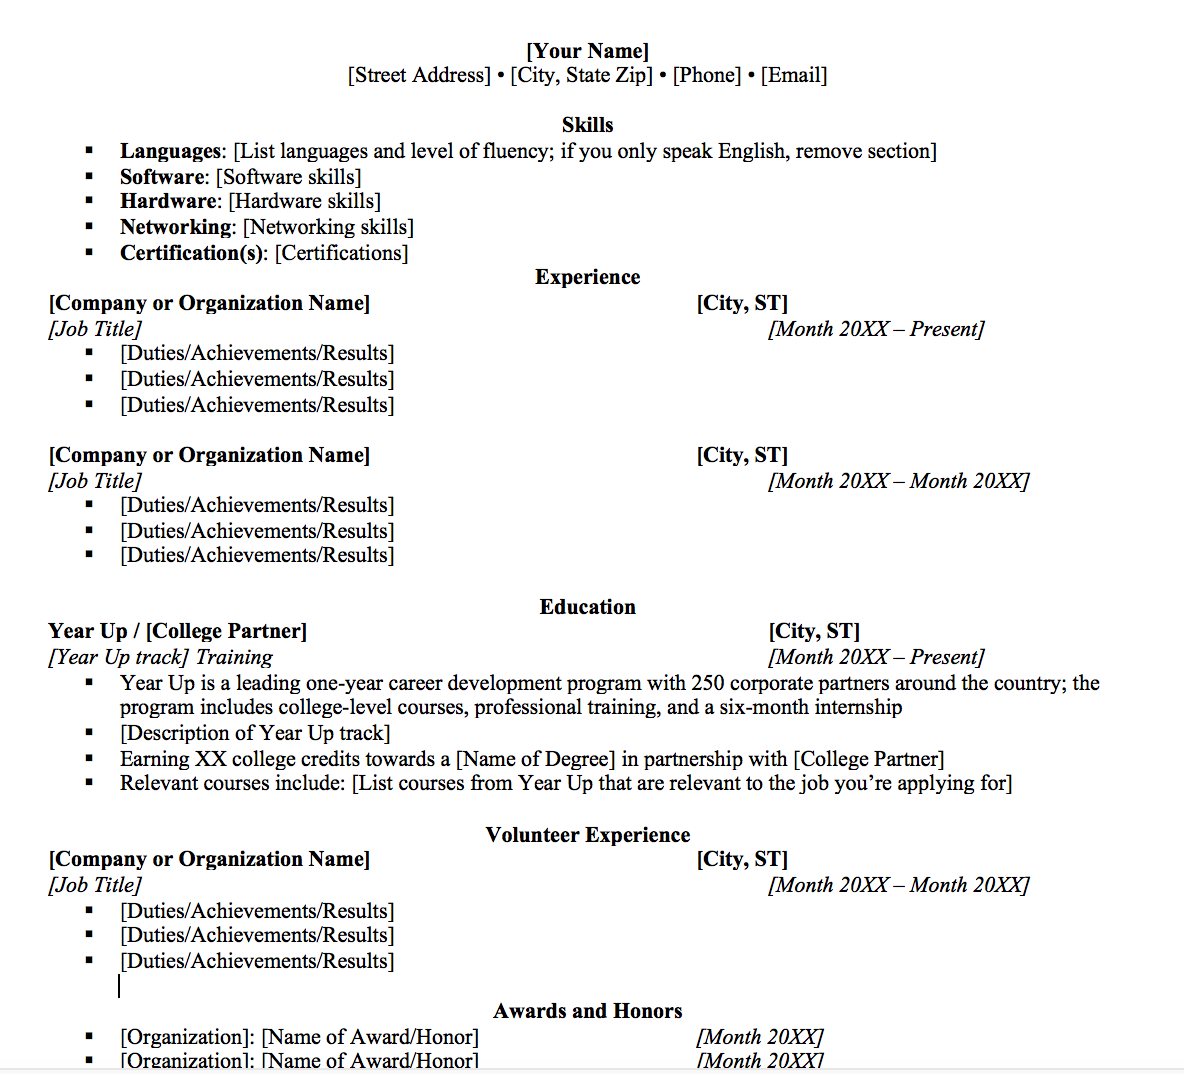 [Your Name]
[Street Address] • [City, State Zip] • [Phone] • [Email]
Skills
▪ Languages: [List languages and level of fluency; if you only speak English, remove section]
▪ Software: [Software skills]
▪ Hardware: [Hardware skills]
▪ Networking: [Networking skills]
▪ Certification(s): [Certifications]
Experience
[Company or Organization Name] [City, ST]
[Job Title] [Month 20XX – Present]
▪ [Duties/Achievements/Results]
▪ [Duties/Achievements/Results]
▪ [Duties/Achievements/Results]
[Company or Organization Name] [City, ST]
[Job Title] [Month 20XX – Month 20XX]
▪ [Duties/Achievements/Results]
▪ [Duties/Achievements/Results]
▪ [Duties/Achievements/Results]
Education
Year Up / [College Partner] [City, ST]
[Year Up track] Training [Month 20XX – Present]
▪ Year Up is a leading one-year career development program with 250 corporate partners around the country; the
program includes college-level courses, professional training, and a six-month internship
▪ [Description of Year Up track]
▪ Earning XX college credits towards a [Name of Degree] in partnership with [College Partner]
▪ Relevant courses include: [List courses from Year Up that are relevant to the job you’re applying for]
Volunteer Experience
[Company or Organization Name] [City, ST]
[Job Title] [Month 20XX – Month 20XX]
▪ [Duties/Achievements/Results]
▪ [Duties/Achievements/Results]
▪ [Duties/Achievements/Results]
Awards and Honors
▪ [Organization]: [Name of Award/Honor] [Month 20XX]
▪ [Organization]: [Name of Award/Honor] [Month 20XX]